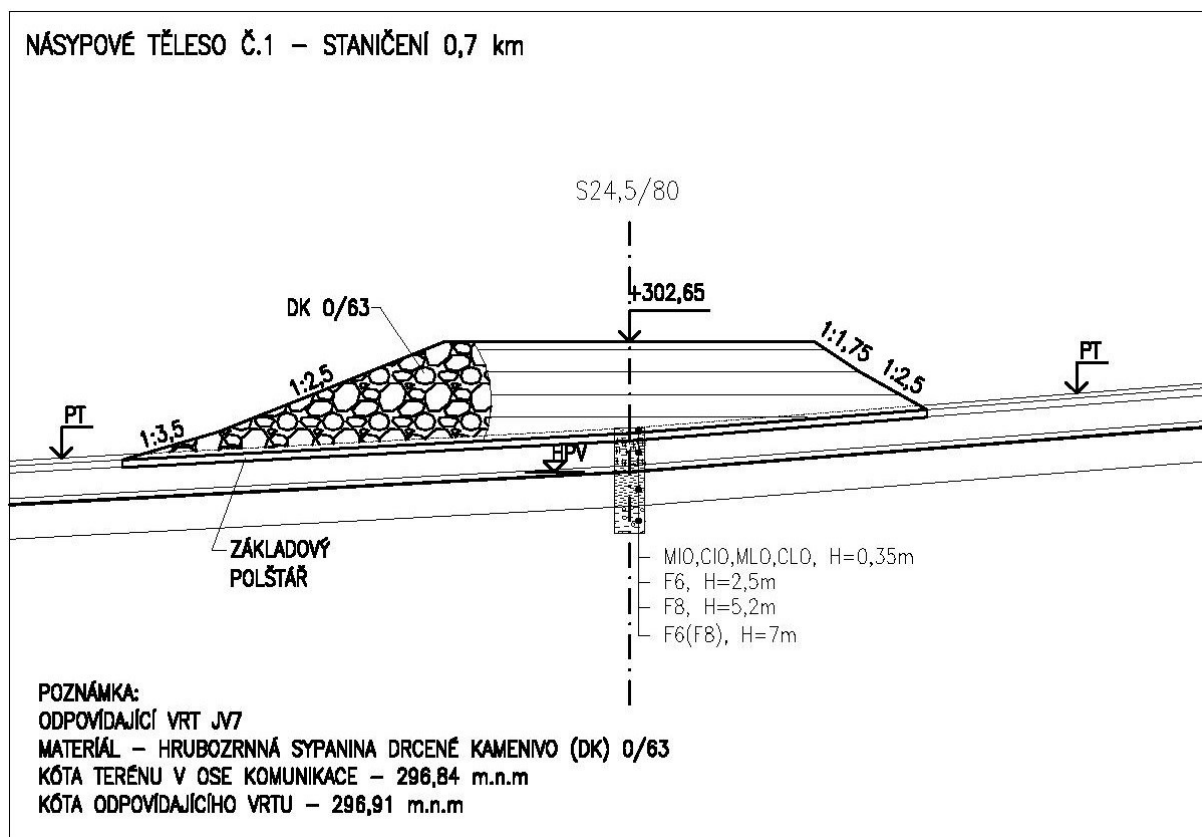 NÁSYPOVÉ TĚLESO Č.1 – STANIČENÍ 0,7 km
S24,5/80
+302,65
DK 0/63
1:1,75
1:2,5
1:2,5
1:3,5
PT
PT
HPV
ZÁKLADOVÝ
POLŠTÁŘ
MIO,CIO,MLO,CLO, H=0,35m
F6, H=2,5m
F8, H=5,2m
F6(F8), H=7m
POZNÁMKA:
ODPOVÍDAJÍCÍ VRT JV7
MATERIÁL – HRUBOZRNNÁ SYPANINA DRCENÉ KAMENIVO (DK) 0/63
KÓTA TERÉNU V OSE KOMUNIKACE – 296,84 m.n.m
KÓTA ODPOVÍDAJÍCÍHO VRTU – 296,91 m.n.m